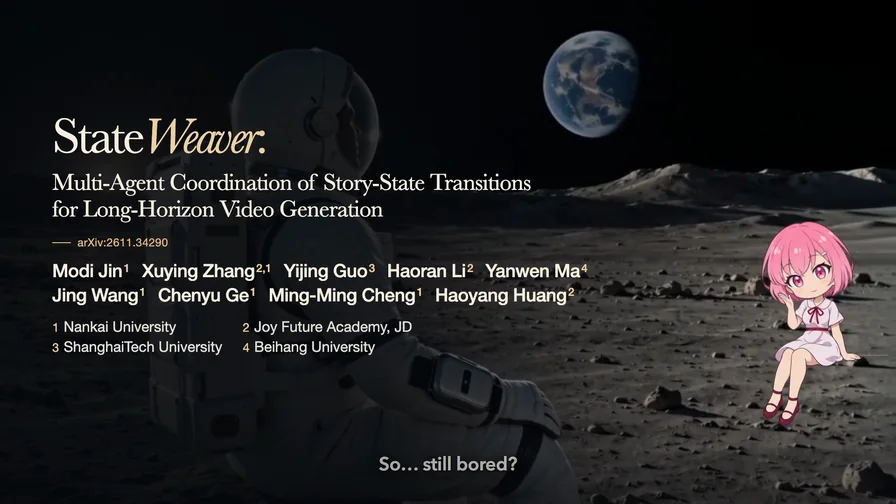 StateWeaver:
Multi-Agent Coordination of Story-State Transitions
for Long-Horizon Video Generation
arXiv:2611.34290
Modi Jin1 Xuying Zhang2,1 Yijing Guo3 Haoran Li2 Yanwen Ma4
Jing Wang1 Chenyu Ge1 Ming-Ming Cheng1 Haoyang Huang2
1 Nankai University 2 Joy Future Academy, JD
3 ShanghaiTech University 4 Beihang University
So... still bored?